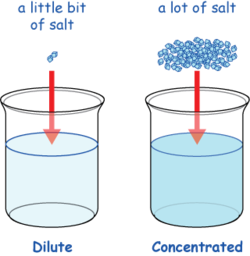 a little bit
of salt
a lot of salt
Dilute
Concentrated